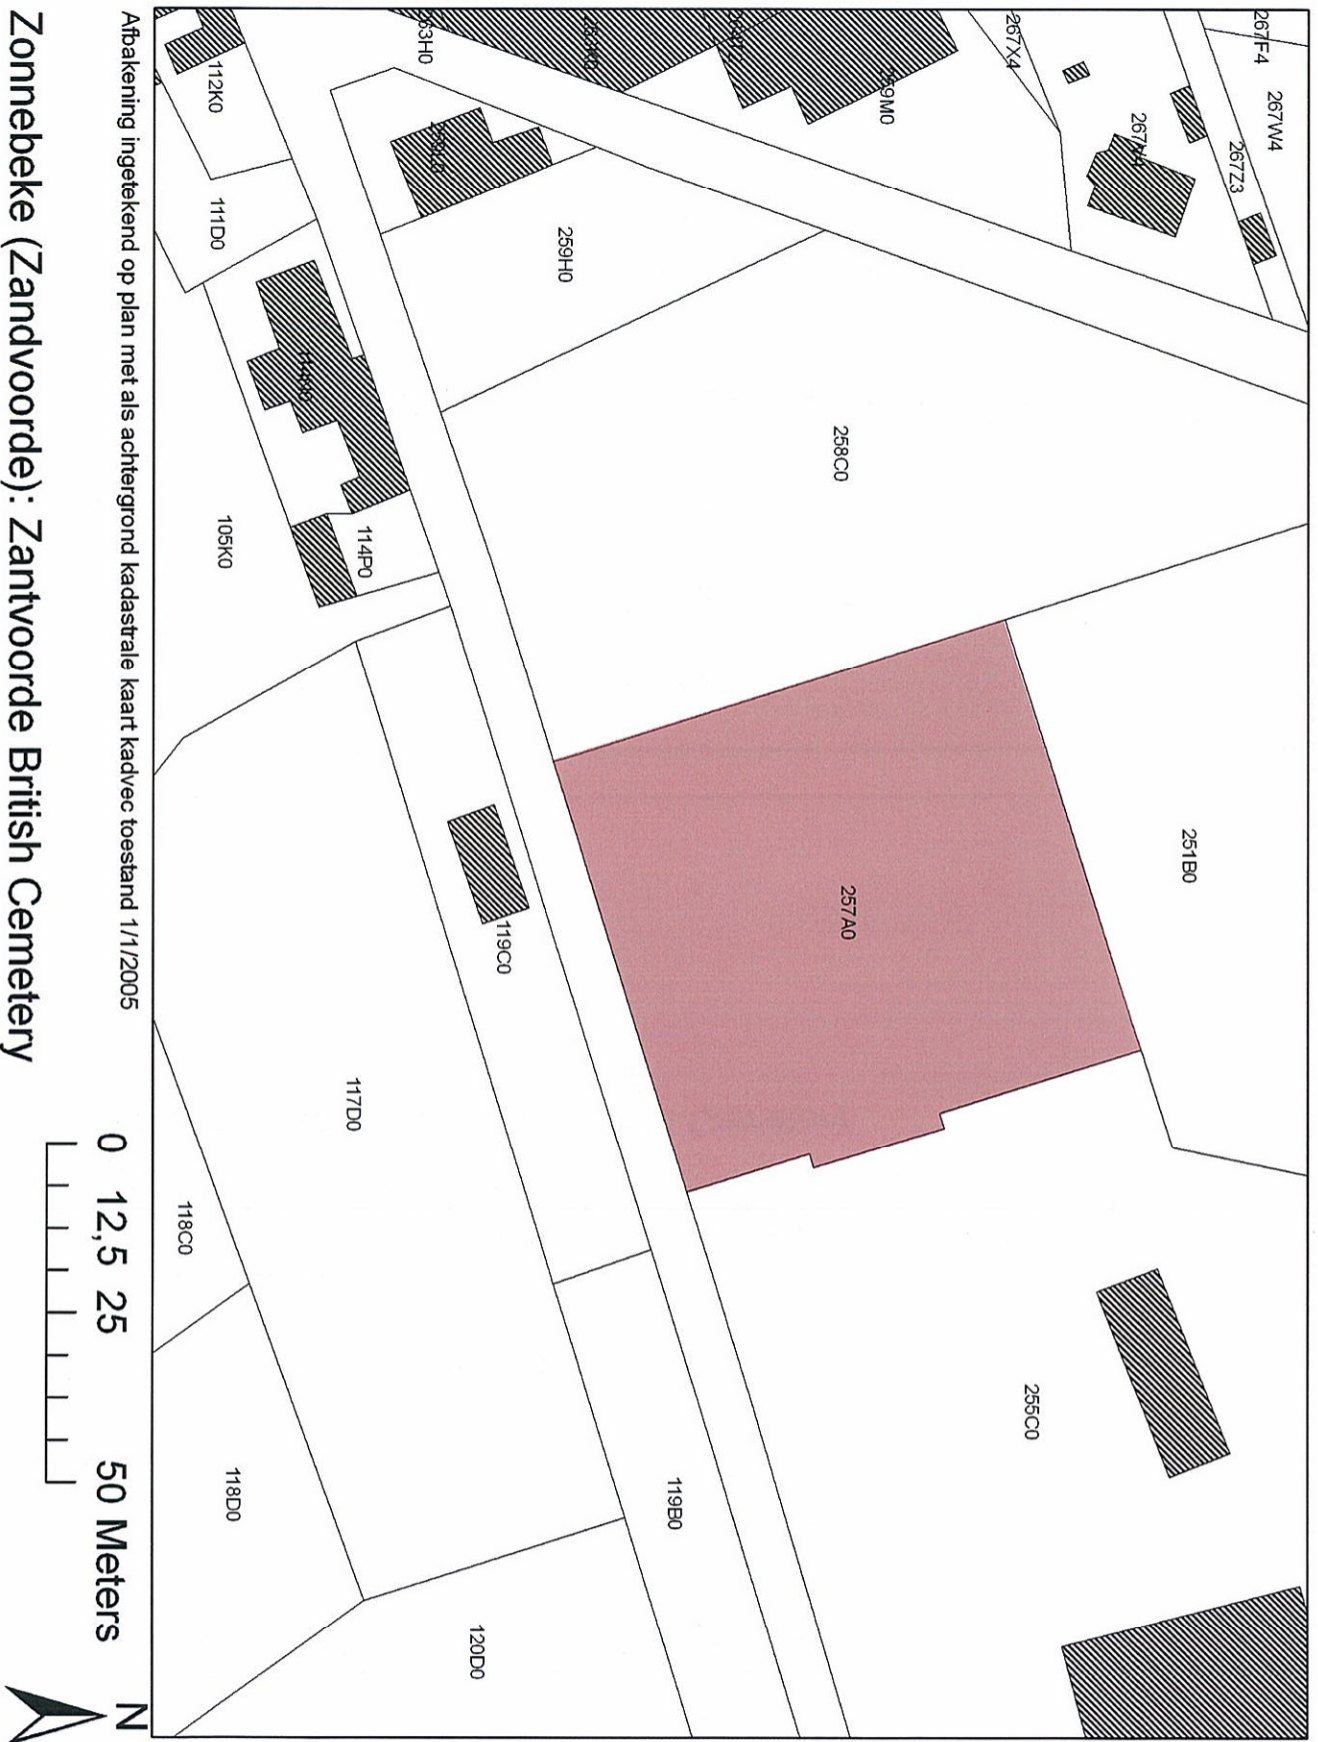 263H0
259M0
267X4
267F4
267W4
267Z3
112K0
111D0
259H0
258C0
114P0
105K0
251B0
257A0
119C0
117D0
118C0
118D0
255C0
119B0
120D0
Afbakening ingetekend op plan met als achtergrond kadastrale kaart kadvec toestand 1/1/2005
Zonnebeke (Zandvoorde): Zantvoorde British Cemetery
0 12,5 25 50 Meters
N